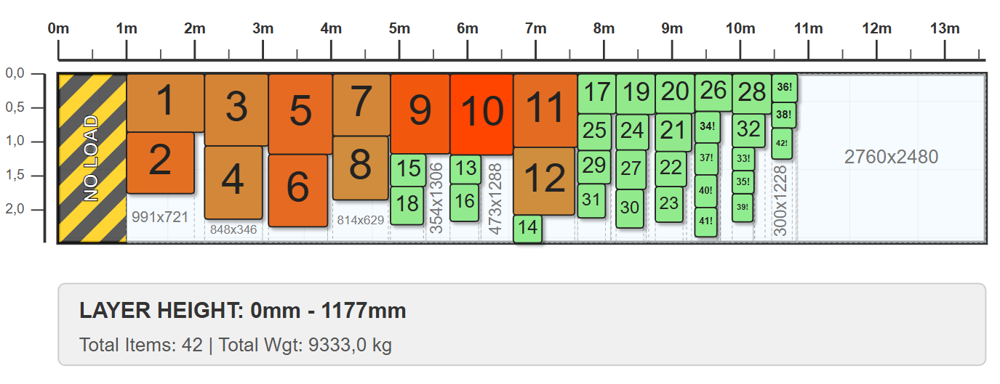 0m 1m 2m 3m 4m 5m 6m 7m 8m 9m 10m 11m 12m 13m
0,0
0,5
1,0
1,5
2,0
NO LOAD
1 3 5 7 9 10 11 17 19 20 26 28 36!
2 4 6 8 15 13 12 25 24 21 34! 32 38!
18 16 14 29 27 22 37! 33! 42!
31 30 23 40! 35!
41! 39!
991x721
848x346
814x629
354x1306
473x1288
300x1228
2760x2480
LAYER HEIGHT: 0mm - 1177mm
Total Items: 42 | Total Wgt: 9333,0 kg